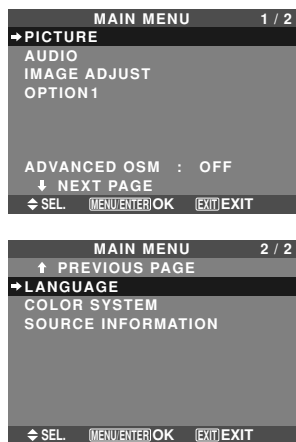 MAIN MENU 1 / 2
PICTURE
AUDIO
IMAGE ADJUST
OPTION1
ADVANCED OSM : OFF
NEXT PAGE
SEL. MENU/ENTER OK EXIT EXIT
MAIN MENU 2 / 2
PREVIOUS PAGE
LANGUAGE
COLOR SYSTEM
SOURCE INFORMATION
SEL. MENU/ENTER OK EXIT EXIT